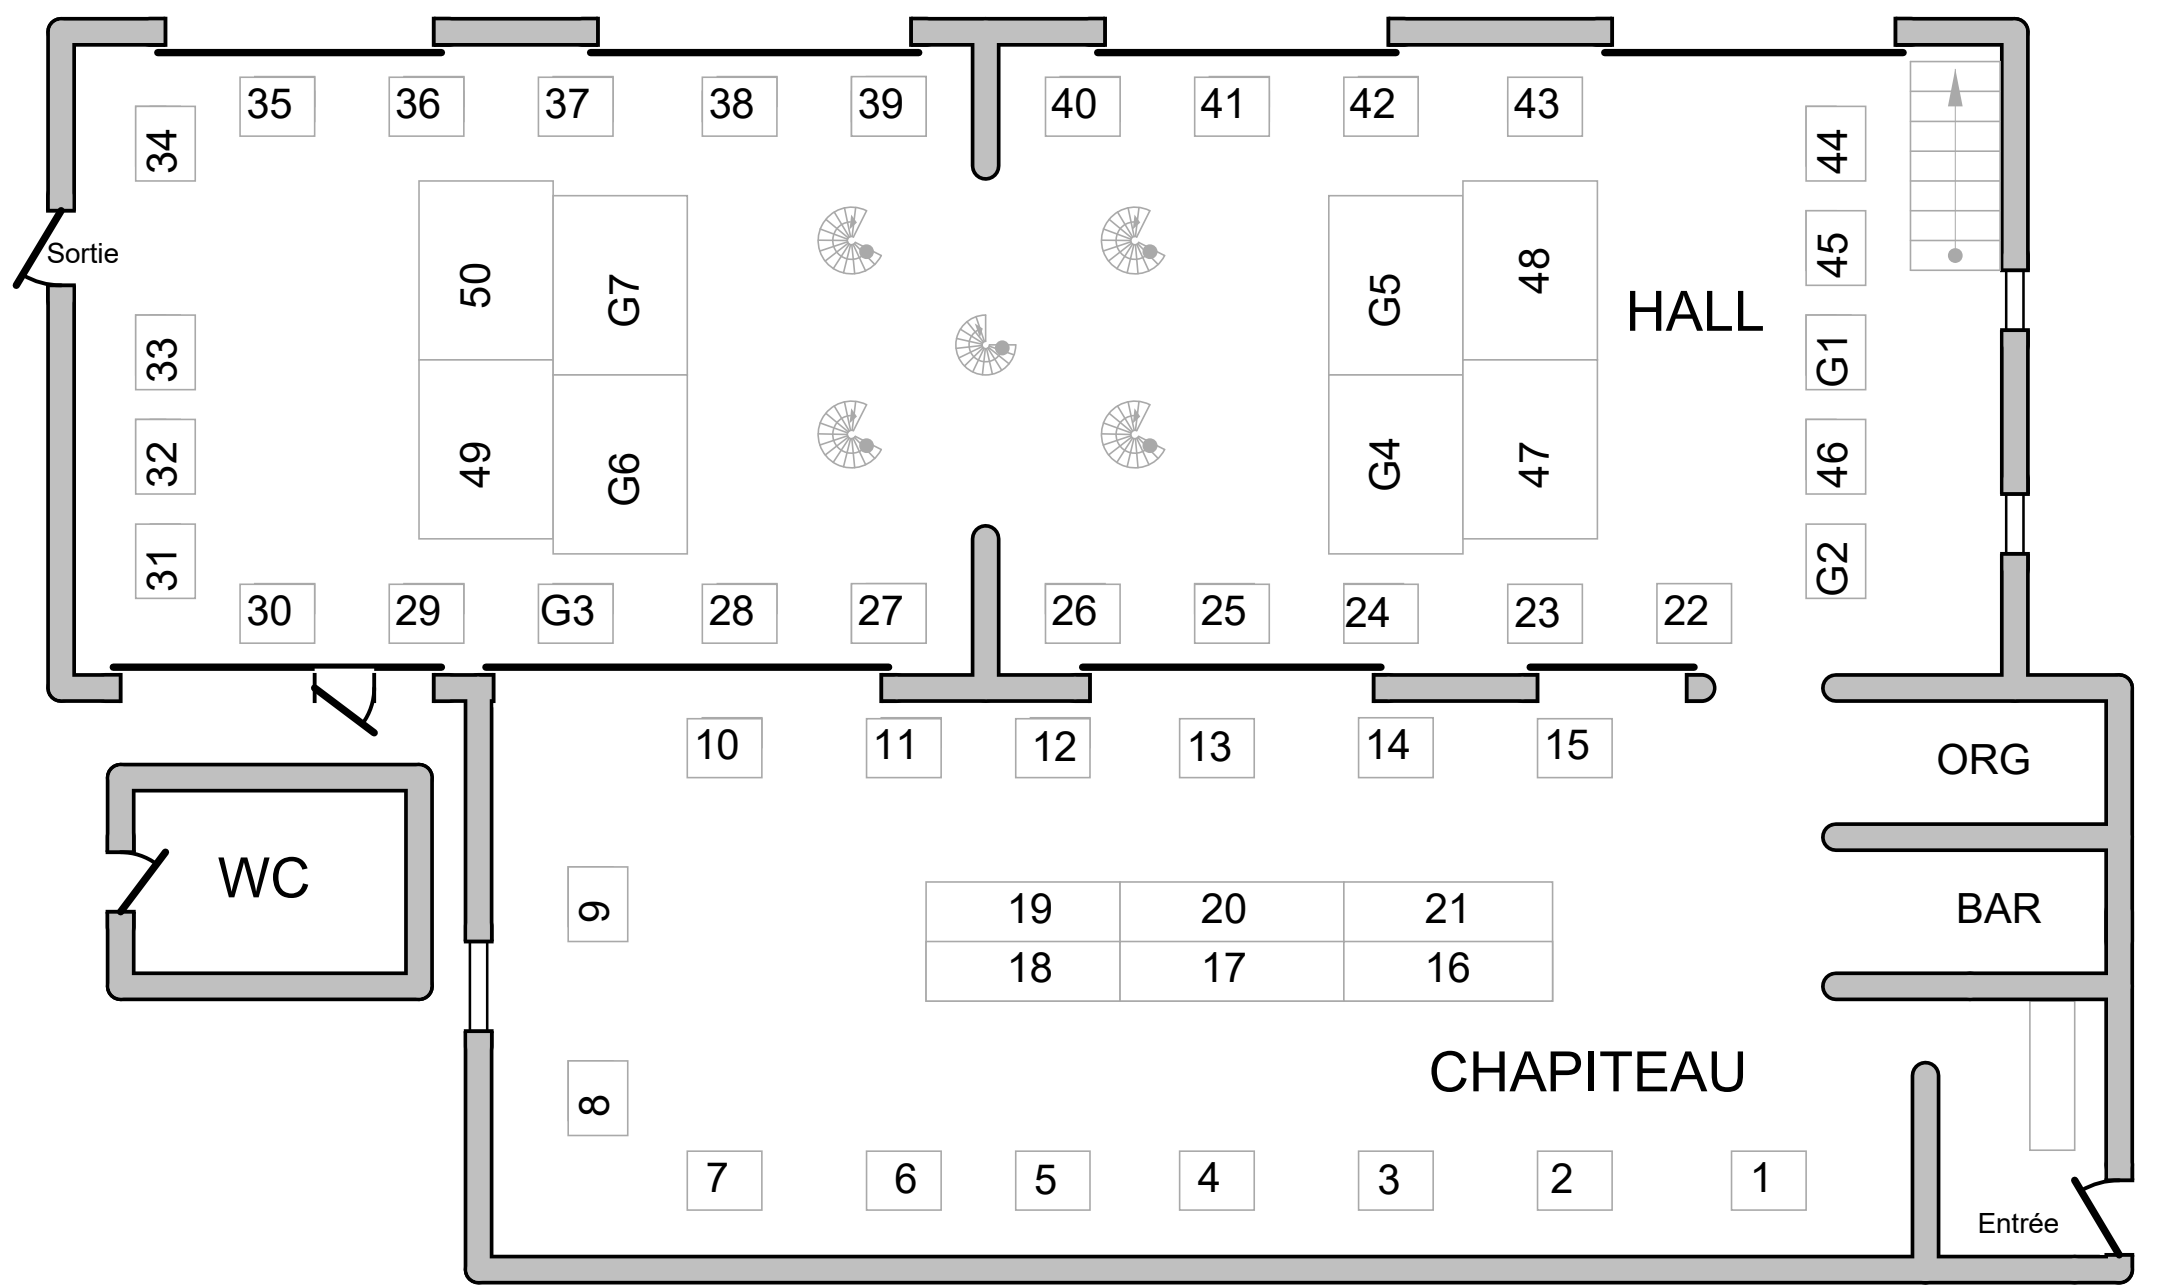 35 36 37 38 39 40 41 42 43
34 44
Sortie 45
50 G7 G5 48 HALL
33 G1
32 49 G6 G4 47 46
31 G2
30 29 G3 28 27 26 25 24 23 22
10 11 12 13 14 15 ORG
WC
9 19 20 21 BAR
18 17 16
CHAPITEAU
8
7 6 5 4 3 2 1
Entrée